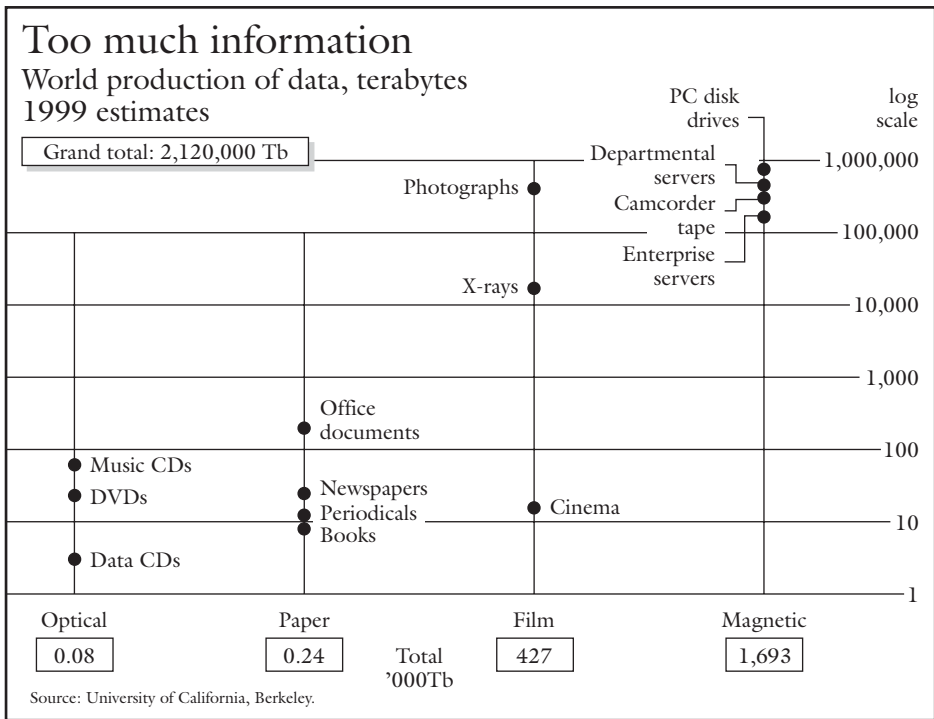 Too much information
World production of data, terabytes
1999 estimates
Grand total: 2,120,000 Tb
PC disk
drives
log
scale
Departmental
servers
1,000,000
Photographs
Camcorder
tape
100,000
Enterprise
servers
X-rays
10,000
1,000
Office
documents
100
Music CDs
Newspapers
DVDs
Periodicals
Cinema
10
Books
Data CDs
1
Optical
Paper
Film
Magnetic
0.08
0.24
Total
'000Tb
427
1,693
Source: University of California, Berkeley.